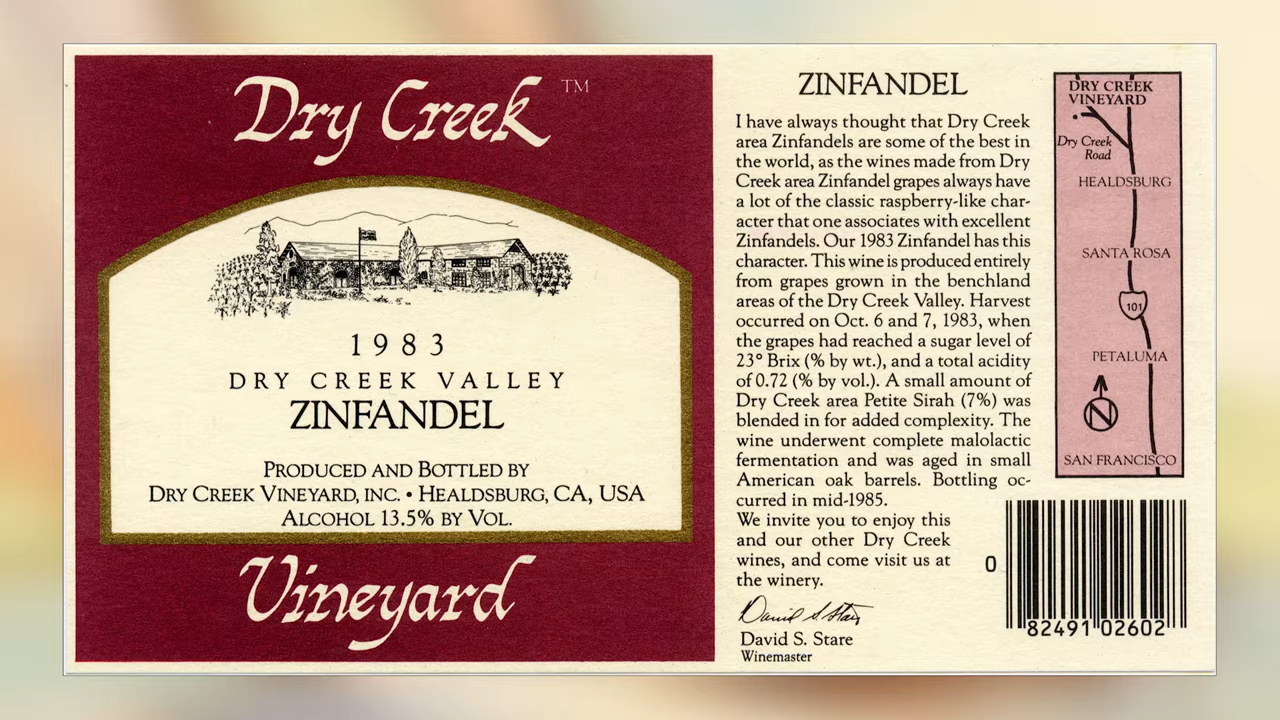 Dry Creek ™
1983
DRY CREEK VALLEY
ZINFANDEL
PRODUCED AND BOTTLED BY
DRY CREEK VINEYARD, INC. • HEALDSBURG, CA, USA
ALCOHOL 13.5% BY VOL.
Vineyard
ZINFANDEL
I have always thought that Dry Creek
area Zinfandels are some of the best in
the world, as the wines made from Dry
Creek area Zinfandel grapes always have
a lot of the classic raspberry-like char-
acter that one associates with excellent
Zinfandels. Our 1983 Zinfandel has this
character. This wine is produced entirely
from grapes grown in the benchland
areas of the Dry Creek Valley. Harvest
occurred on Oct. 6 and 7, 1983, when
the grapes had reached a sugar level of
23° Brix (% by wt.), and a total acidity
of 0.72 (% by vol.). A small amount of
Dry Creek area Petite Sirah (7%) was
blended in for added complexity. The
wine underwent complete malolactic
fermentation and was aged in small
American oak barrels. Bottling oc-
curred in mid-1985.
We invite you to enjoy this
and our other Dry Creek
wines, and come visit us at
the winery.
David S. Stare
David S. Stare
Winemaster
DRY CREEK
VINEYARD
Dry Creek
Road
HEALDSBURG
SANTA ROSA
101
PETALUMA
N
SAN FRANCISCO
0
82491 02602